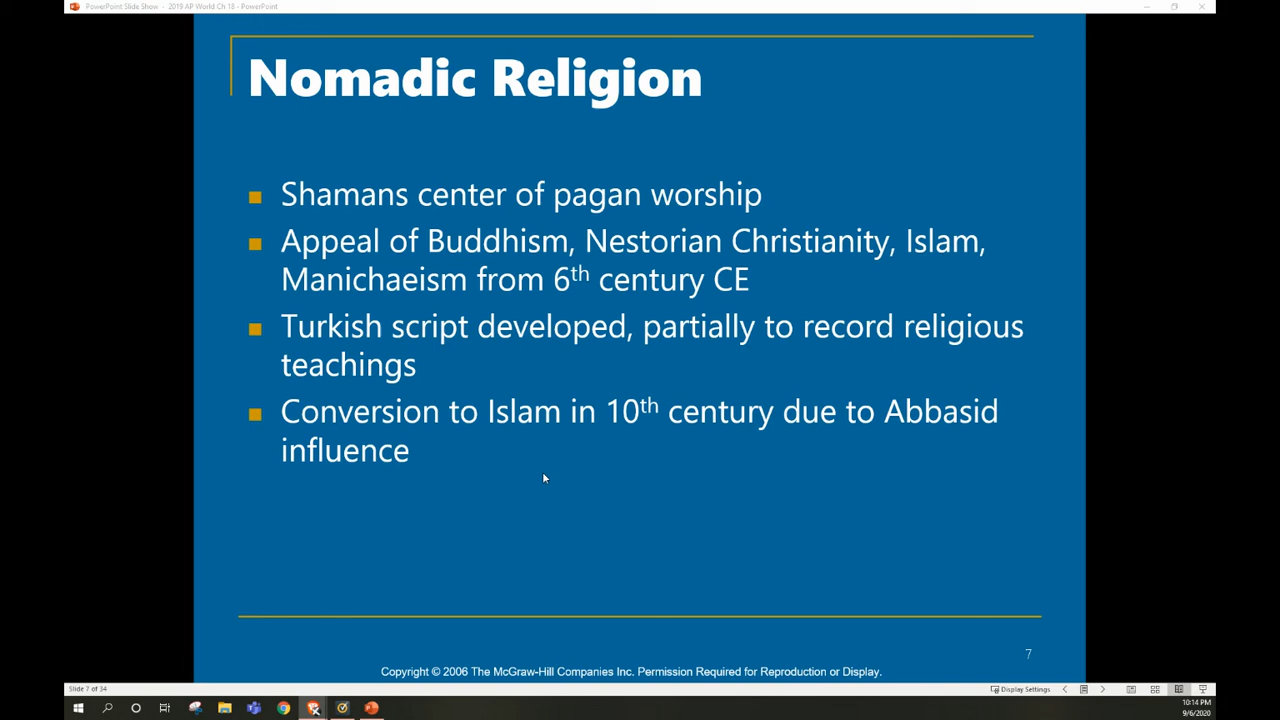 PowerPoint Slide Show - 2019 AP World Ch 18 - PowerPoint
Nomadic Religion
Shamans center of pagan worship
Appeal of Buddhism, Nestorian Christianity, Islam,
Manichaeism from 6th century CE
Turkish script developed, partially to record religious
teachings
Conversion to Islam in 10th century due to Abbasid
influence
7
Copyright © 2006 The McGraw-Hill Companies Inc. Permission Required for Reproduction or Display.
Slide 7 of 34
Display Settings
10:14 PM
9/6/2020